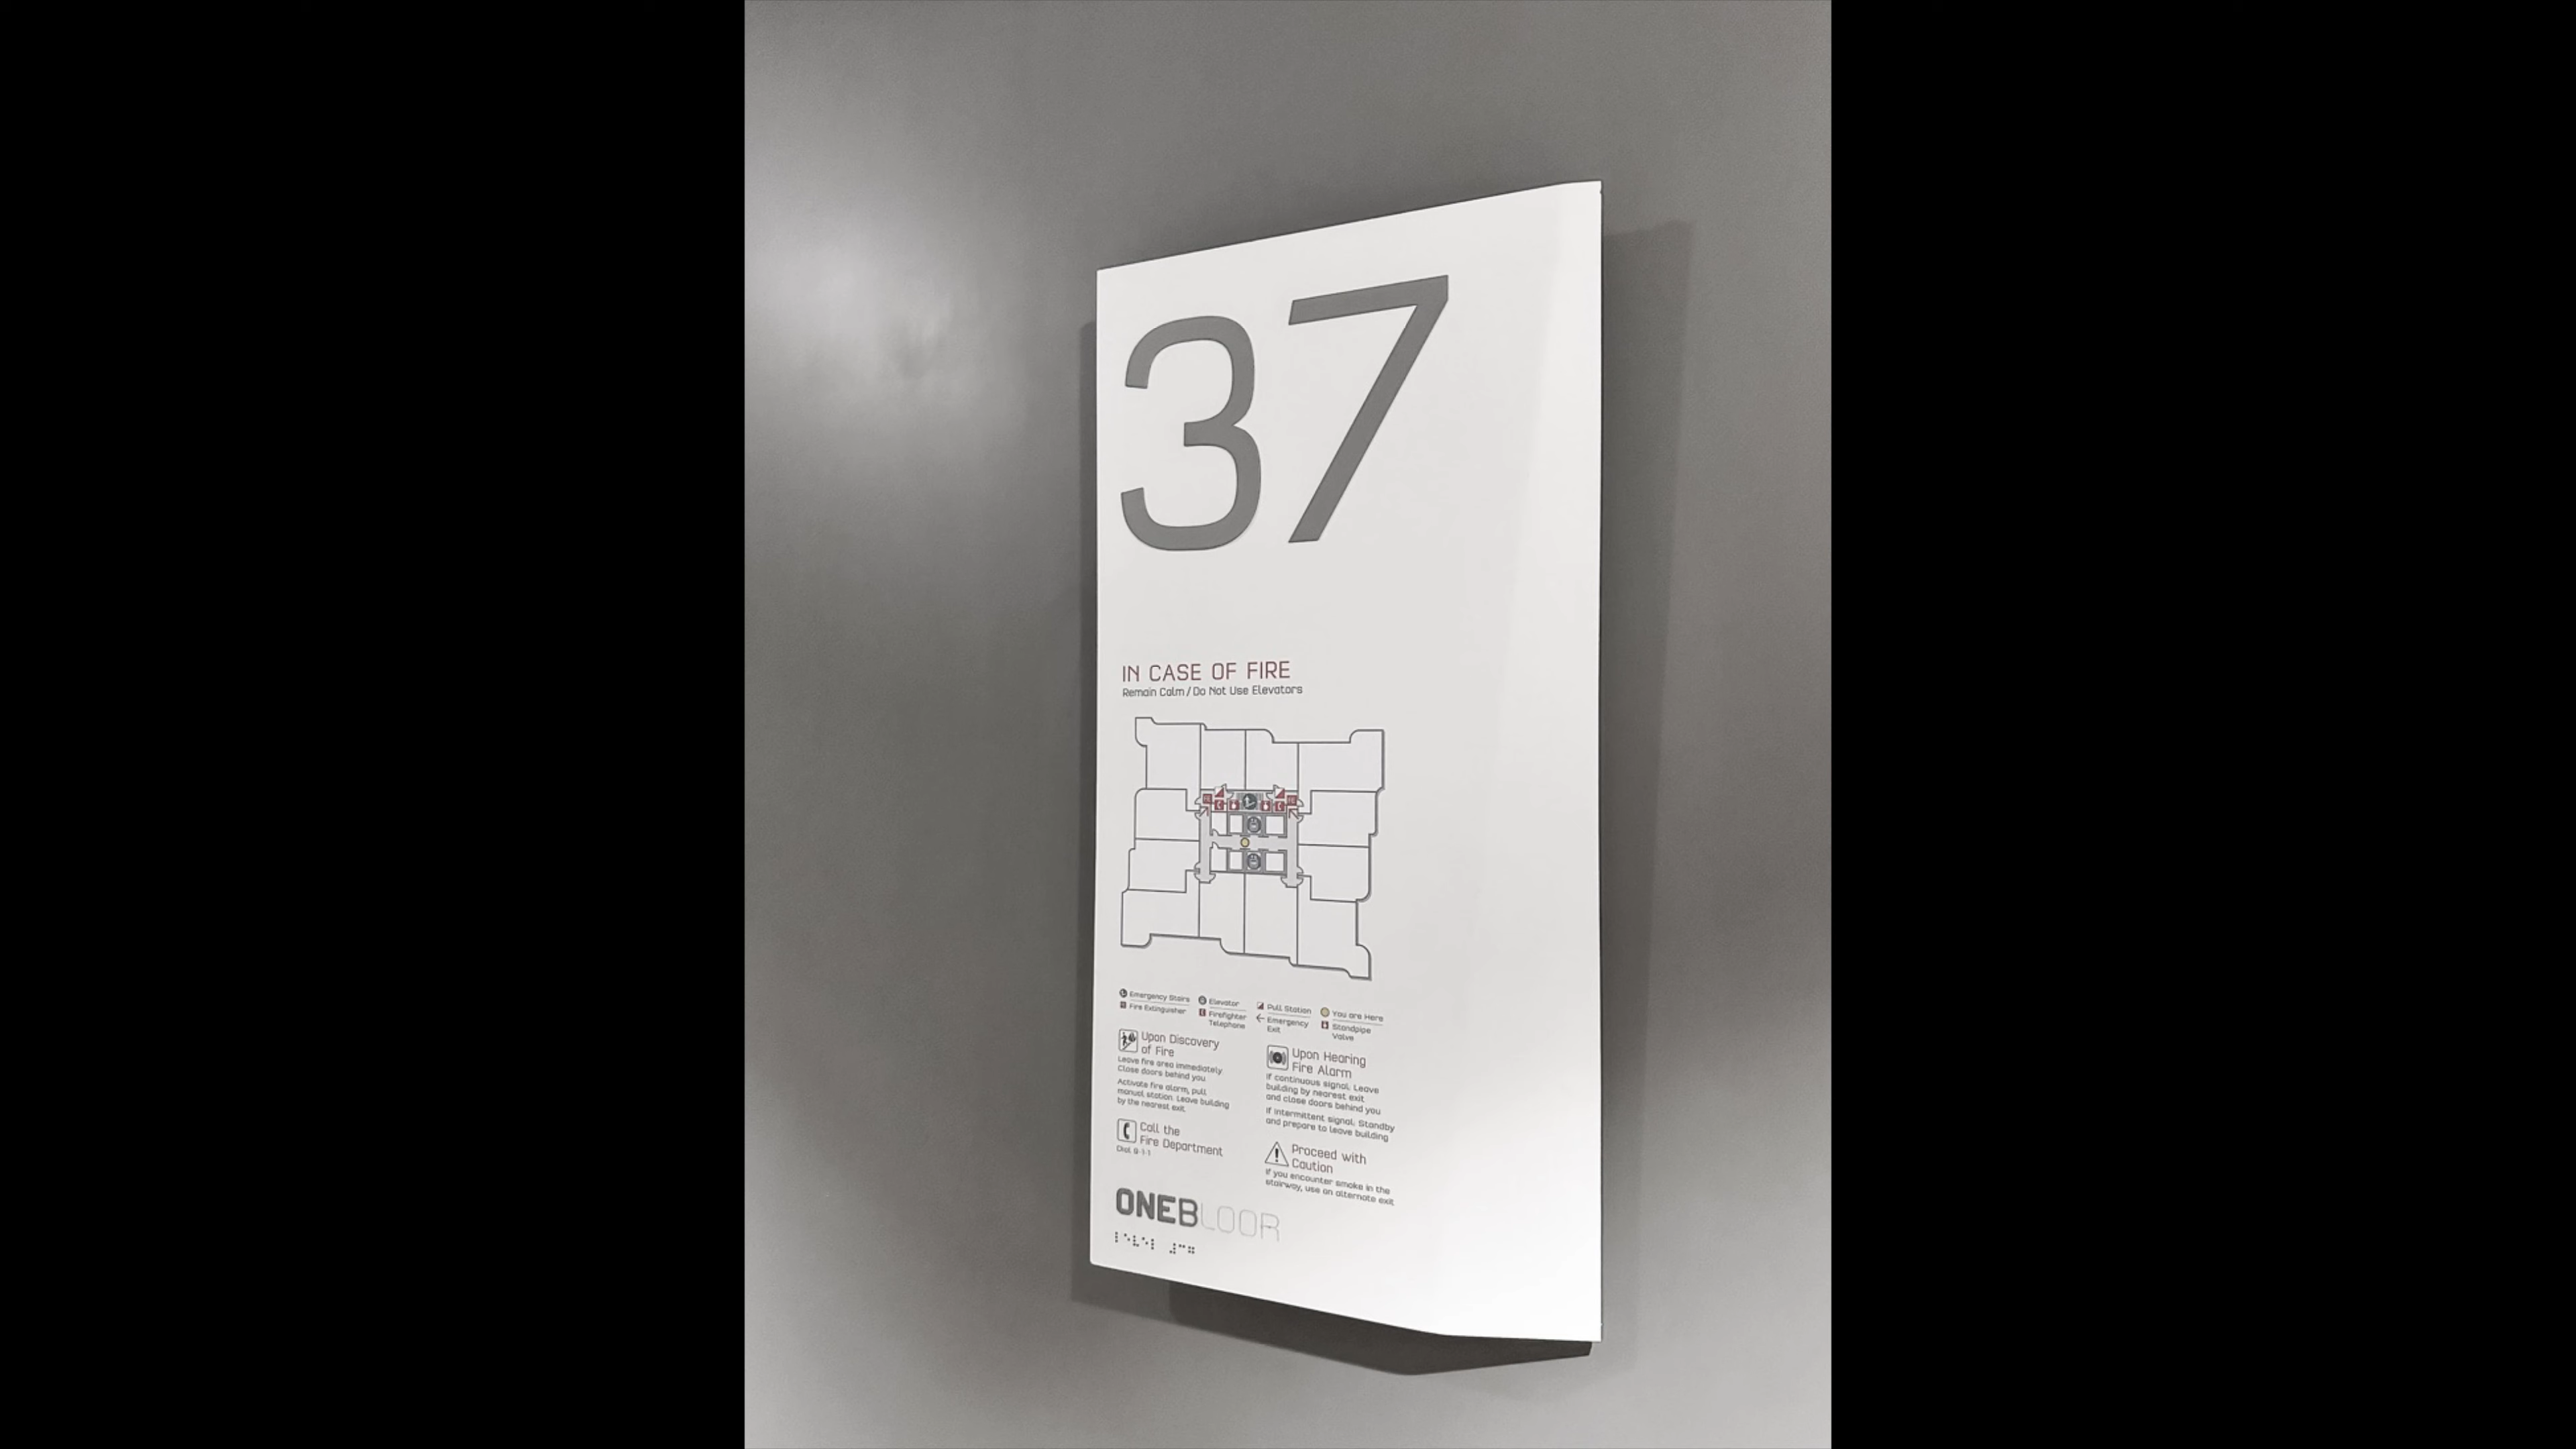 37
IN CASE OF FIRE
Remain Calm / Do Not Use Elevators
Emergency Stairs
Fire Extinguisher
Elevator
Firefighter
Telephone
Pull Station
Emergency
Exit
You are Here
Standpipe
Valve
Upon Discovery
of Fire
Leave fire area immediately
Close doors behind you
Activate fire alarm, pull
manual station. Leave building
by the nearest exit.
Call the
Fire Department
Dial 9-1-1
Upon Hearing
Fire Alarm
If continuous signal. Leave
building by nearest exit
and close doors behind you
If intermittent signal. Standby
and prepare to leave building
Proceed with
Caution
If you encounter smoke in the
stairway, use an alternate exit
ONEBLOOR
⠇⠑⠧⠑⠇ ⠼⠉⠛